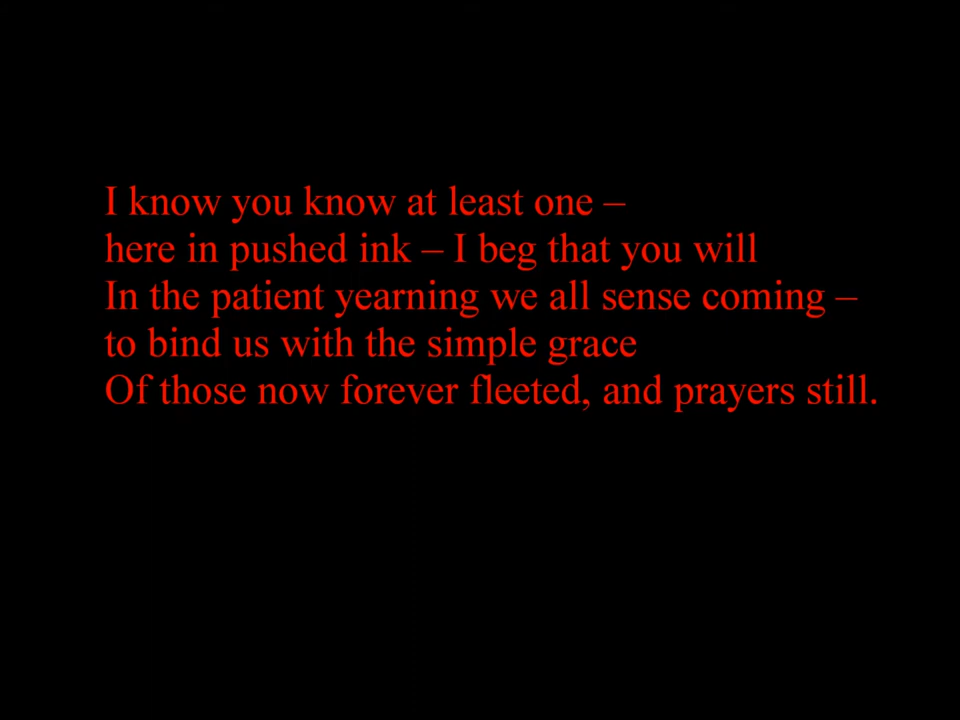 I know you know at least one –
here in pushed ink – I beg that you will
In the patient yearning we all sense coming –
to bind us with the simple grace
Of those now forever fleeted, and prayers still.